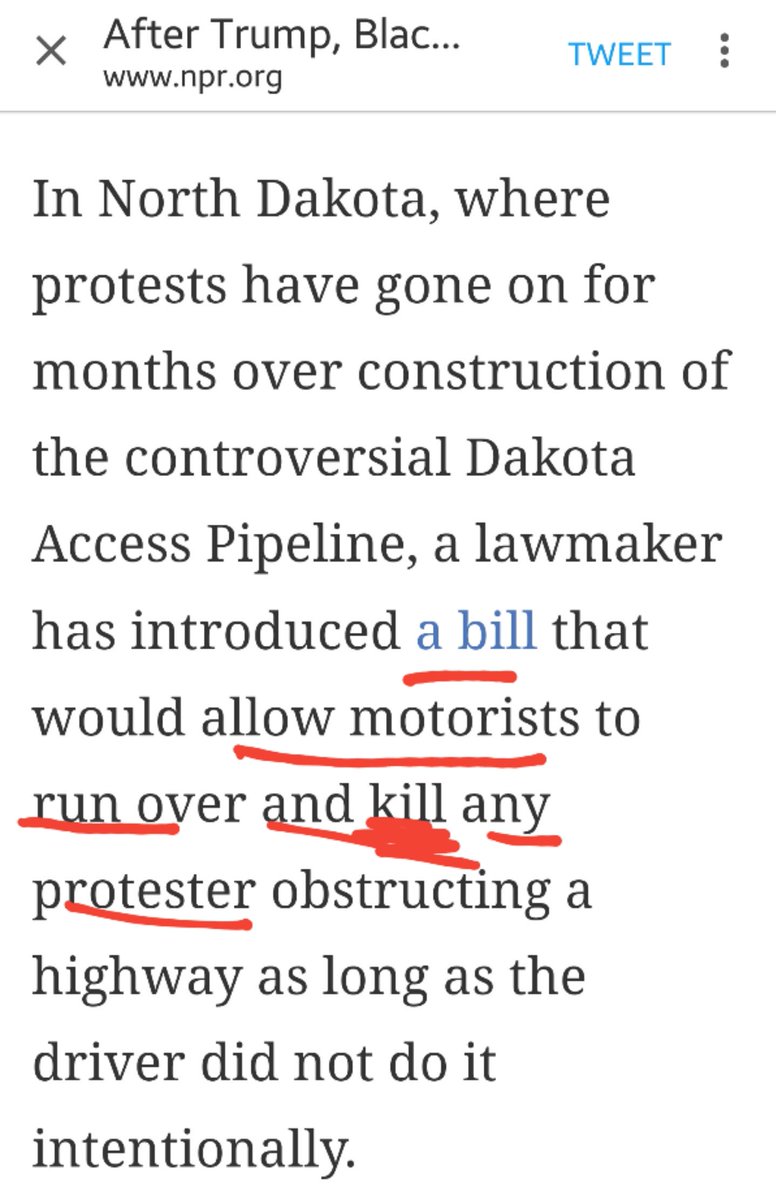 After Trump, Blac...
www.npr.org
TWEET
In North Dakota, where
protests have gone on for
months over construction of
the controversial Dakota
Access Pipeline, a lawmaker
has introduced a bill that
would allow motorists to
run over and kill any
protester obstructing a
highway as long as the
driver did not do it
intentionally.